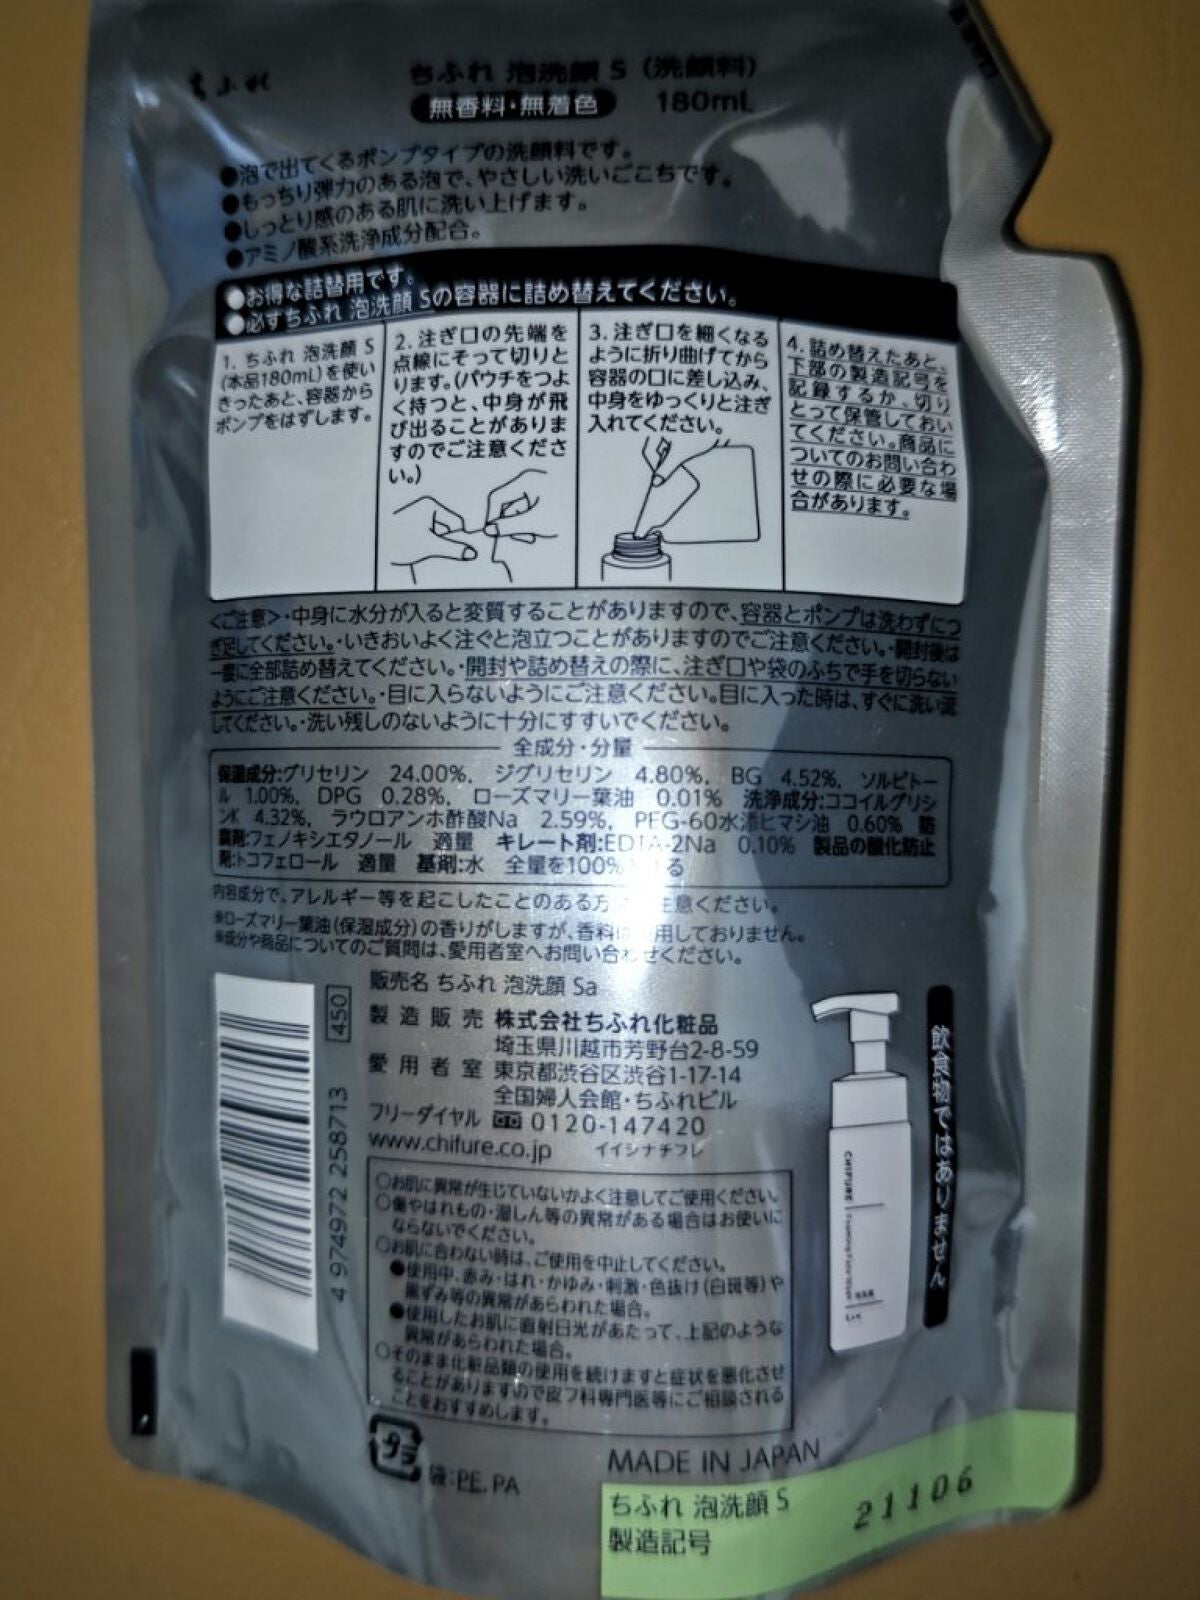 ちふれ
ちふれ 泡洗顔 S（洗顔料）
無香料・無着色 180mL
●泡で出てくるポンプタイプの洗顔料です。
●もっちり弾力のある泡で、やさしい洗いごこちです。
●しっとり感のある肌に洗い上げます。
●アミノ酸系洗浄成分配合。
●お得な詰替用です。
●必ずちふれ 泡洗顔 Sの容器に詰め替えてください。
1. ちふれ 泡洗顔 S
(本品180mL)を使い
きったあと、容器から
ポンプをはずします。
2. 注ぎ口の先端を
点線にそって切りと
ります。(パウチをつよ
く持つと、中身が飛
び出ることがありま
すのでご注意くださ
い。)
3. 注ぎ口を細くなる
ように折り曲げてから
容器の口に差し込み、
中身をゆっくりと注ぎ
入れてください。
4. 詰め替えたあと、
下部の製造記号を
記録するか、切り
とって保管しておい
てください。商品に
ついてのお問い合わ
せの際に必要な場
合があります。
<ご注意>・中身に水分が入ると変質することがありますので、容器とポンプは洗わずにつ
ぎ足してください。・いきおいよく注ぐと泡立つことがありますのでご注意ください。・開封後は
一度に全部詰め替えてください。・開封や詰め替えの際に、注ぎ口や袋のふちで手を切らない
ようにご注意ください。・目に入らないようにご注意ください。目に入った時は、すぐに洗い流
してください。・洗い残しのないように十分にすすいでください。
全成分・分量
保湿成分:グリセリン 24.00%, ジグリセリン 4.80%, BG 4.52%, ソルビトー
ル 1.00%, DPG 0.28%, ローズマリー葉油 0.01% 洗浄成分:ココイルグリシ
ンK 4.32%, ラウロアンホ酢酸Na 2.59%, PEG-60水添ヒマシ油 0.60% 防
腐剤:フェノキシエタノール 適量 キレート剤:EDTA-2Na 0.10% 製品の酸化防止
剤:トコフェロール 適量 基剤:水 全量を100% る
内容成分で、アレルギー等を起こしたことのある方 注意ください。
※ローズマリー葉油(保湿成分)の香りがしますが、香料は 用しておりません。
※成分や商品についてのご質問は、愛用者室へお問い合わせください。
販売名 ちふれ 泡洗顔 Sa
製造販売 株式会社ちふれ化粧品
埼玉県川越市芳野台2-8-59
愛用者室 東京都渋谷区渋谷1-17-14
全国婦人会館・ちふれビル
フリーダイヤル 0120-147420
www.chifure.co.jp イイシナチフレ
450
4 974972 258713
○お肌に異常が生じていないかよく注意してご使用ください。
○傷やはれもの・湿しん等の異常がある場合はお使いに
ならないでください。
○お肌に合わない時は、ご使用を中止してください。
●使用中、赤み・はれ・かゆみ・刺激・色抜け(白斑等)や
黒ずみ等の異常があらわれた場合。
●使用したお肌に直射日光があたって、上記のような
異常があらわれた場合。
○そのまま化粧品類の使用を続けますと症状を悪化させ
ることがありますので皮フ科専門医等にご相談される
ことをおすすめします。
飲食物ではありません
CHIFURE
Foaming Face Wash
プラ
袋:PE, PA
MADE IN JAPAN
ちふれ 泡洗顔 S
製造記号
21106